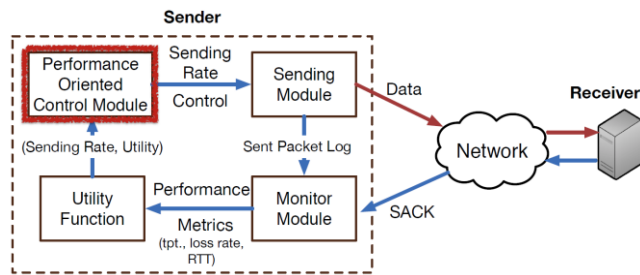 Sender
Performance
Oriented
Control Module
Sending
Rate
Control
Sending
Module
Data
Receiver
(Sending Rate, Utility)
Sent Packet Log
Network
Utility
Function
Performance
Metrics
(tpt., loss rate,
RTT)
Monitor
Module
SACK